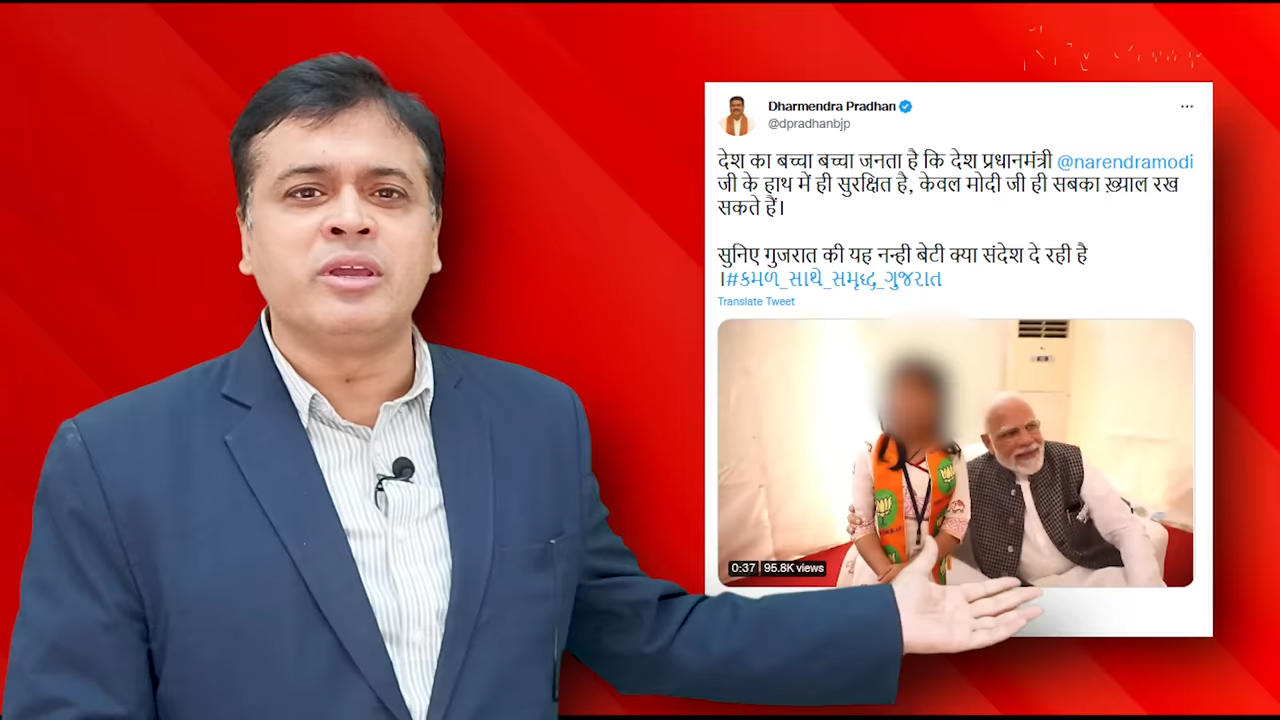 Dharmendra Pradhan
@dpradhanbjp
देश का बच्चा बच्चा जनता है कि देश प्रधानमंत्री @narendramodi
जी के हाथ में ही सुरक्षित है, केवल मोदी जी ही सबका ख़्याल रख
सकते हैं।
सुनिए गुजरात की यह नन्ही बेटी क्या संदेश दे रही है
।#કમળ_સાથે_સમૃદ્ધ_ગુજરાત
Translate Tweet
0:37 95.8K views